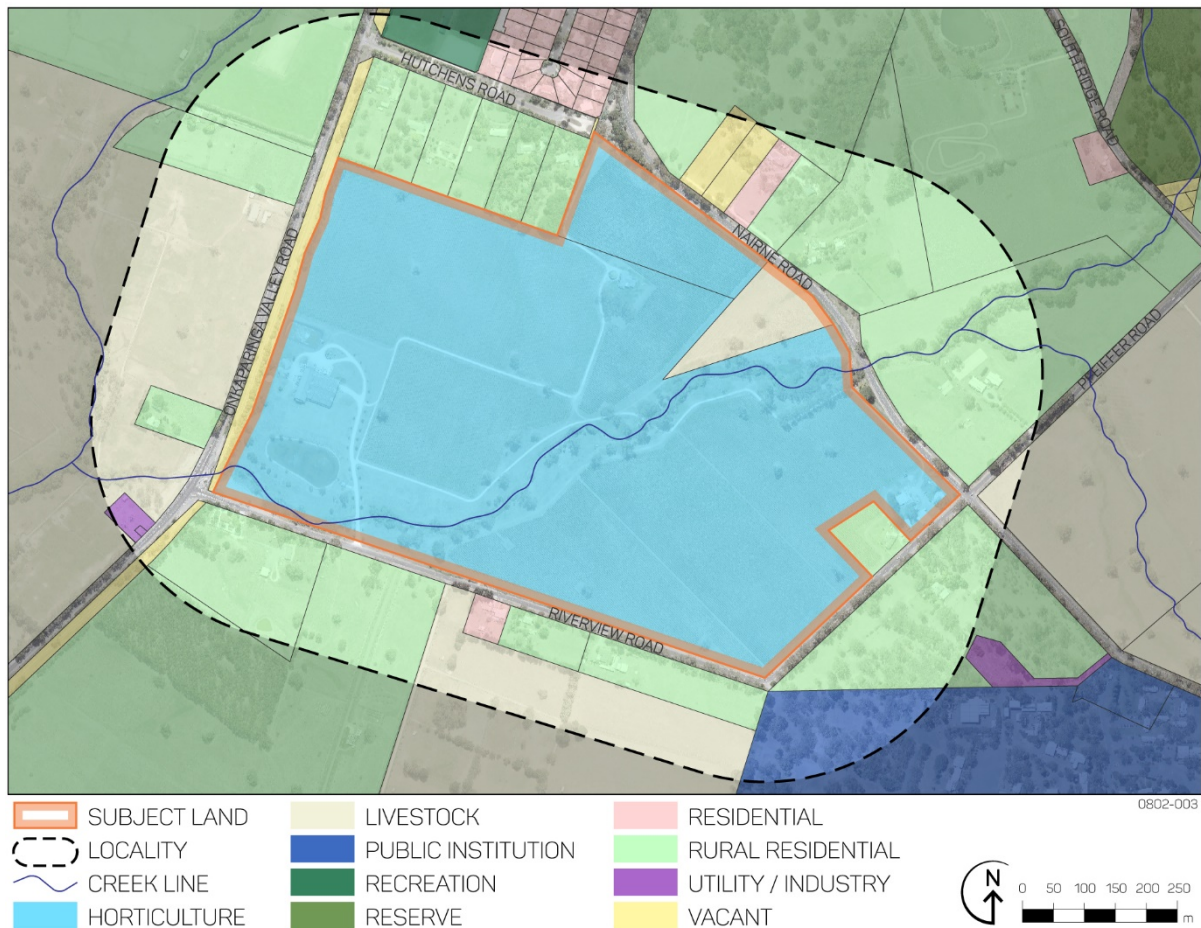 HUTCHENS ROAD
SOUTH RIDGE ROAD
NAIRNE ROAD
ONKAPARINGA VALLEY ROAD
PFEIFFER ROAD
RIVERVIEW ROAD
0802-003
SUBJECT LAND
LOCALITY
CREEK LINE
HORTICULTURE
LIVESTOCK
PUBLIC INSTITUTION
RECREATION
RESERVE
RESIDENTIAL
RURAL RESIDENTIAL
UTILITY / INDUSTRY
VACANT
N
0 50 100 150 200 250
m